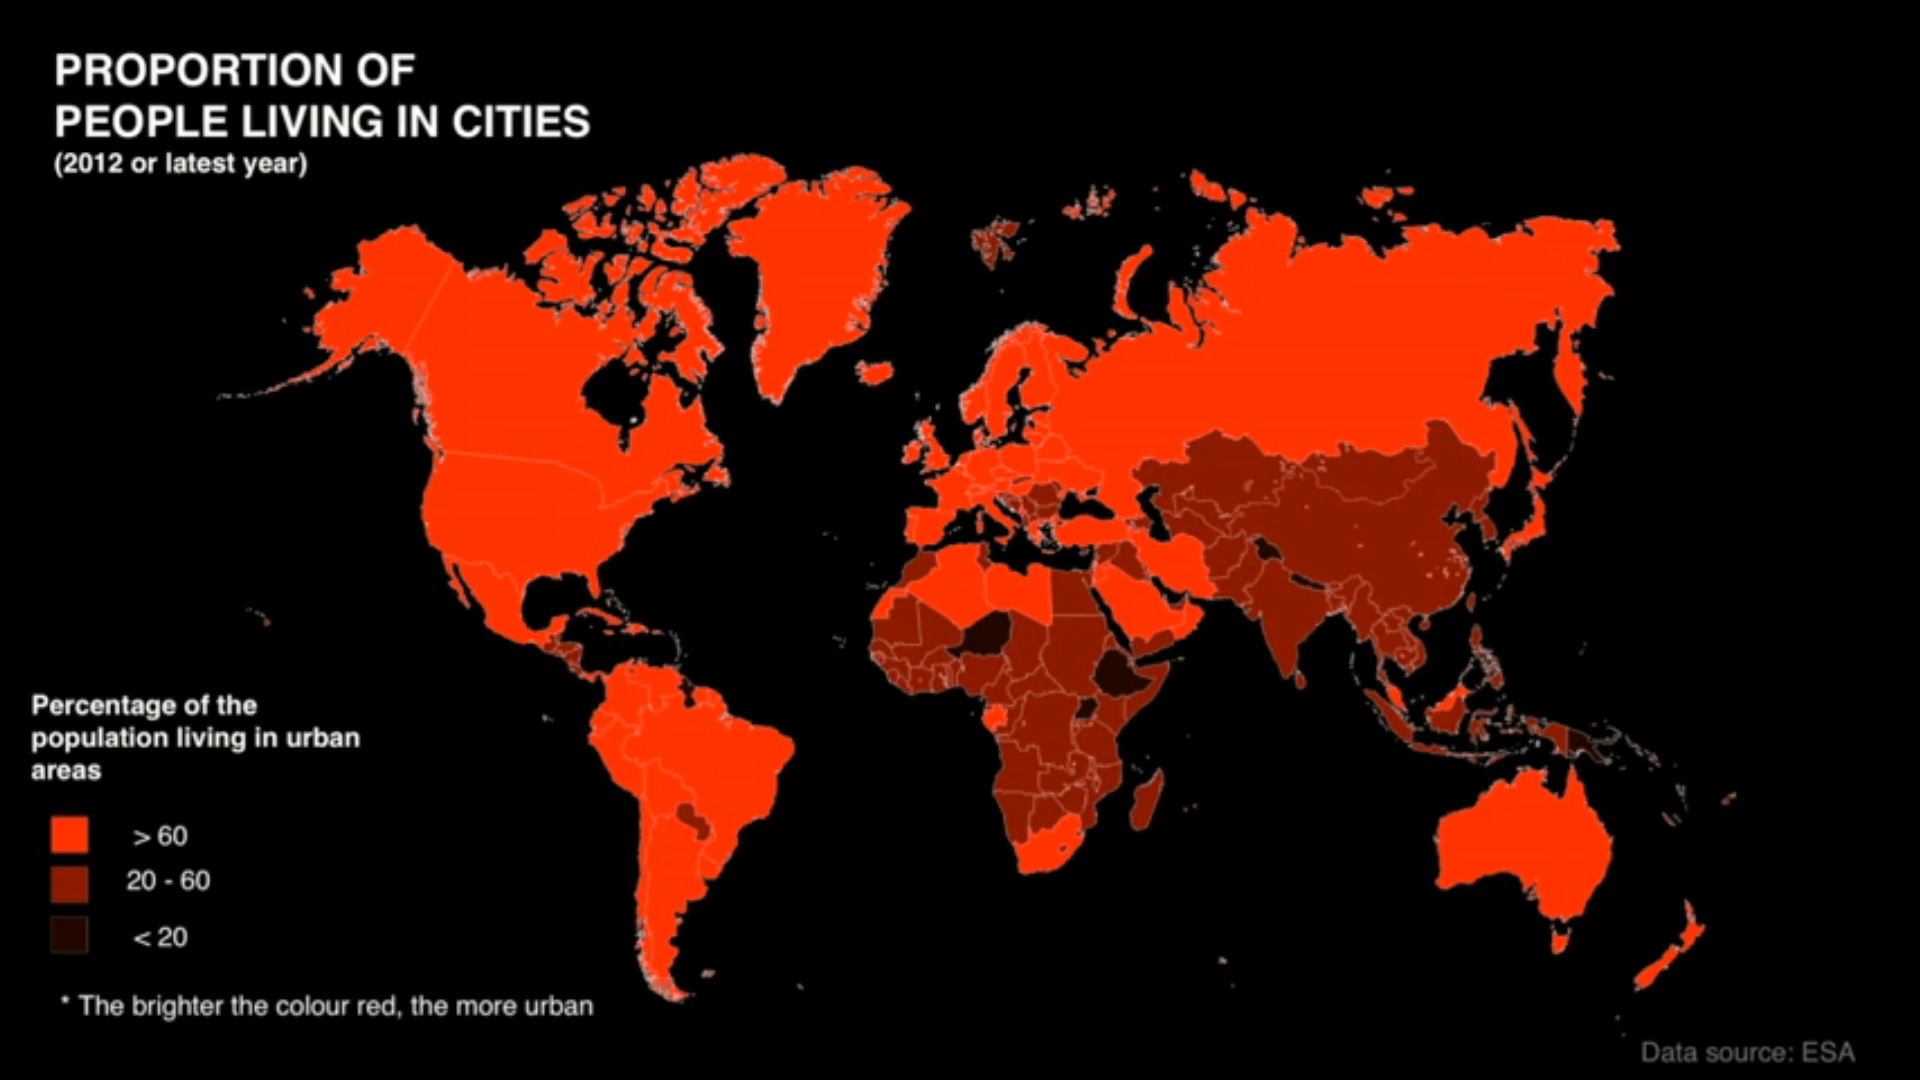 PROPORTION OF
PEOPLE LIVING IN CITIES
(2012 or latest year)
Percentage of the
population living in urban
areas
> 60
20 - 60
< 20
* The brighter the colour red, the more urban
Data source: ESA